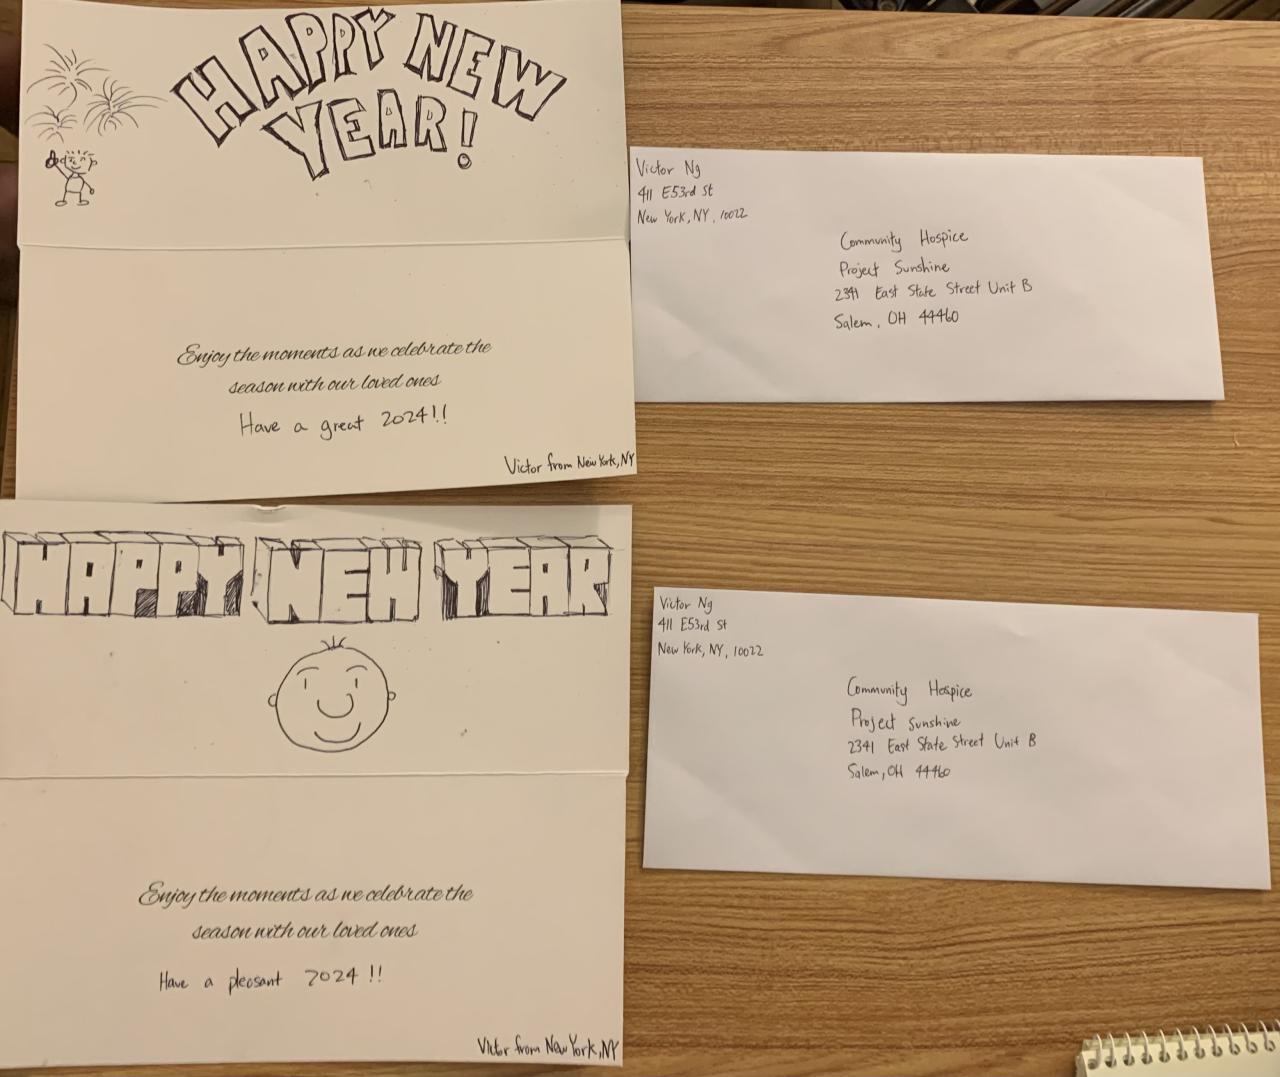 HAPPY NEW
YEAR!
Enjoy the moments as we celebrate the
season with our loved ones
Have a great 2024!!
Victor from New York, NY
Victor Ng
411 E53rd St
New York, NY, 10022
Community Hospice
Project Sunshine
2341 East State Street Unit B
Salem, OH 44460
HAPPY NEW YEAR
Enjoy the moments as we celebrate the
season with our loved ones
Have a pleasant 2024!!
Victor from New York, NY
Victor Ng
411 E53rd St
New York, NY, 10022
Community Hospice
Project Sunshine
2341 East State Street Unit B
Salem, OH 44460